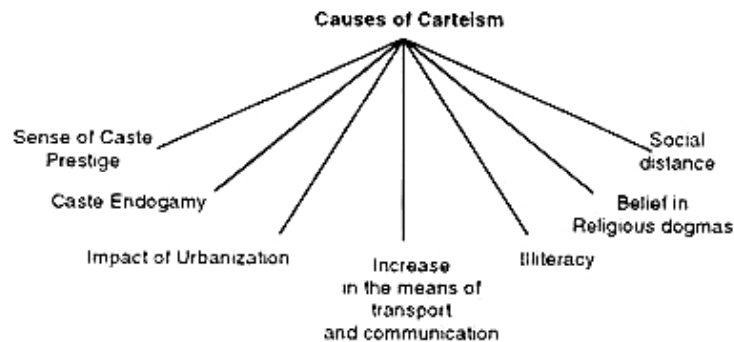 Causes of Carteism
Sense of Caste
Prestige
Caste Endogamy
Impact of Urbanization
Increase
in the means of
transport
and communication
Illiteracy
Belief in
Religious dogmas
Social
distance